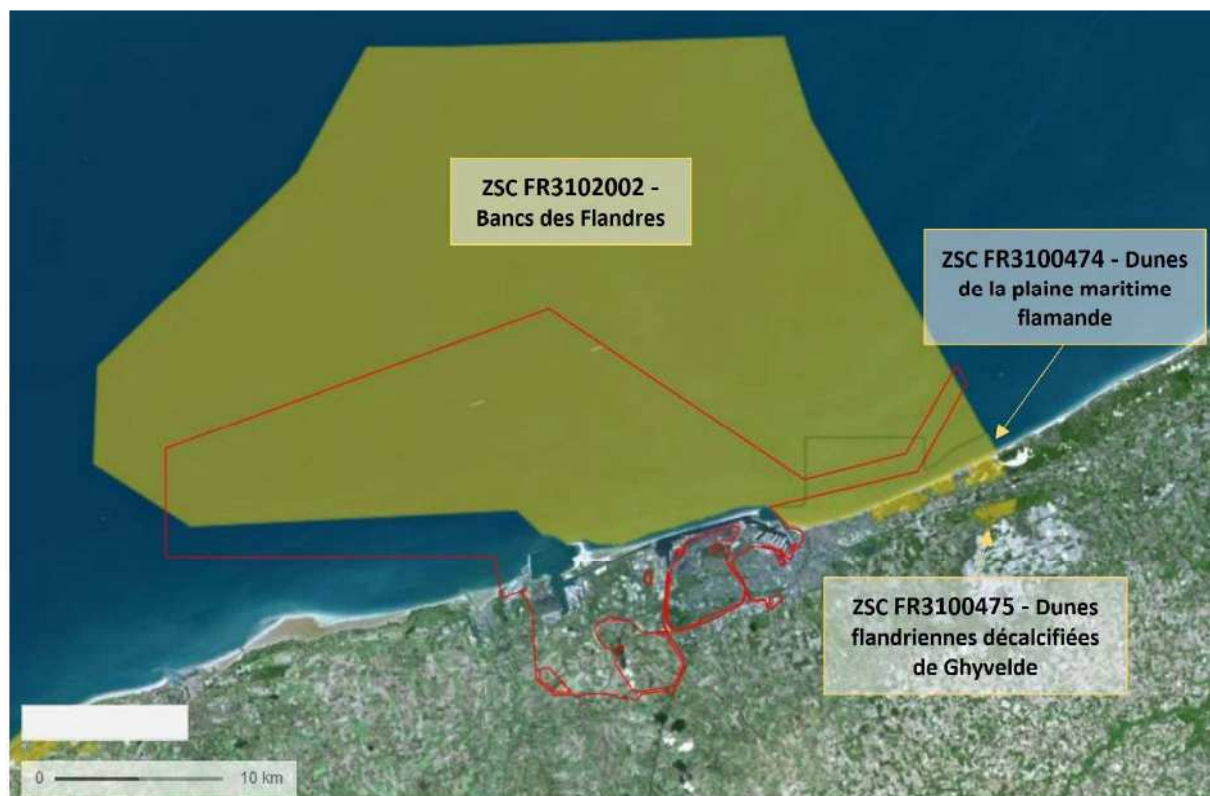 ZSC FR3102002 -
Bancs des Flandres
ZSC FR3100474 - Dunes
de la plaine maritime
flamande
ZSC FR3100475 - Dunes
flandriennes décalcifiées
de Ghyvelde
0 10 km